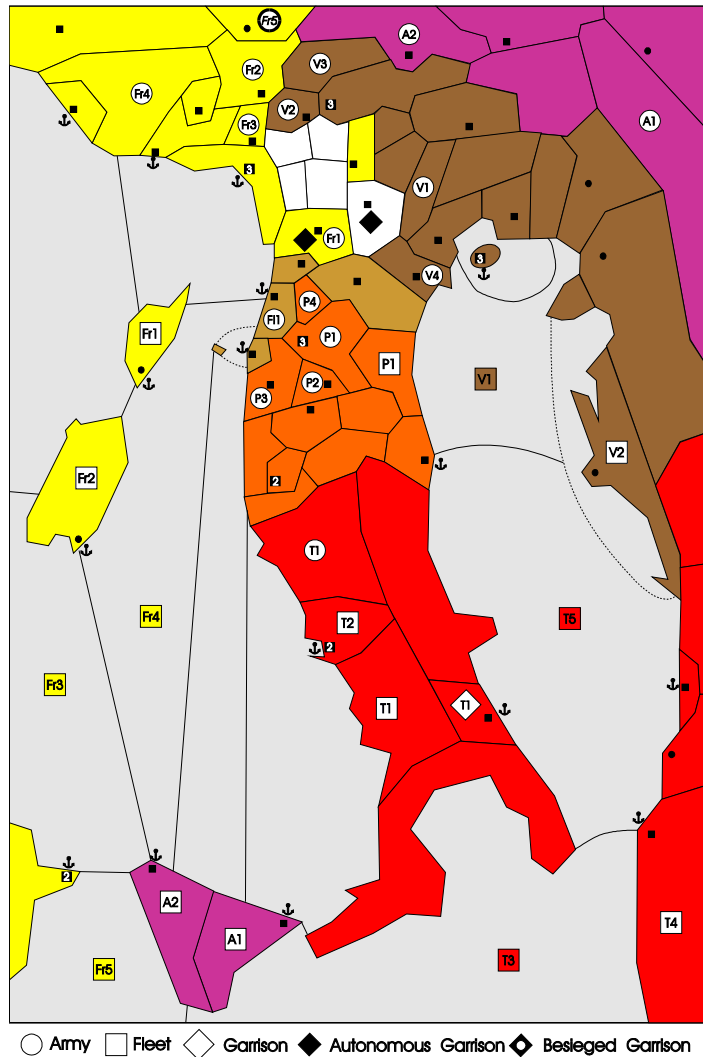 Fr5
A2
V3
Fr2
Fr4
V2
3
A1
Fr3
3
V1
Fr1
3
V4
P4
Fl1
Fr1
3
P1
P1
V1
P2
P3
V2
2
Fr2
T1
Fr4
T2
T5
2
Fr3
T1
T1
2
A2
T4
A1
T3
Fr5
Army Fleet Garrison Autonomous Garrison Besieged Garrison